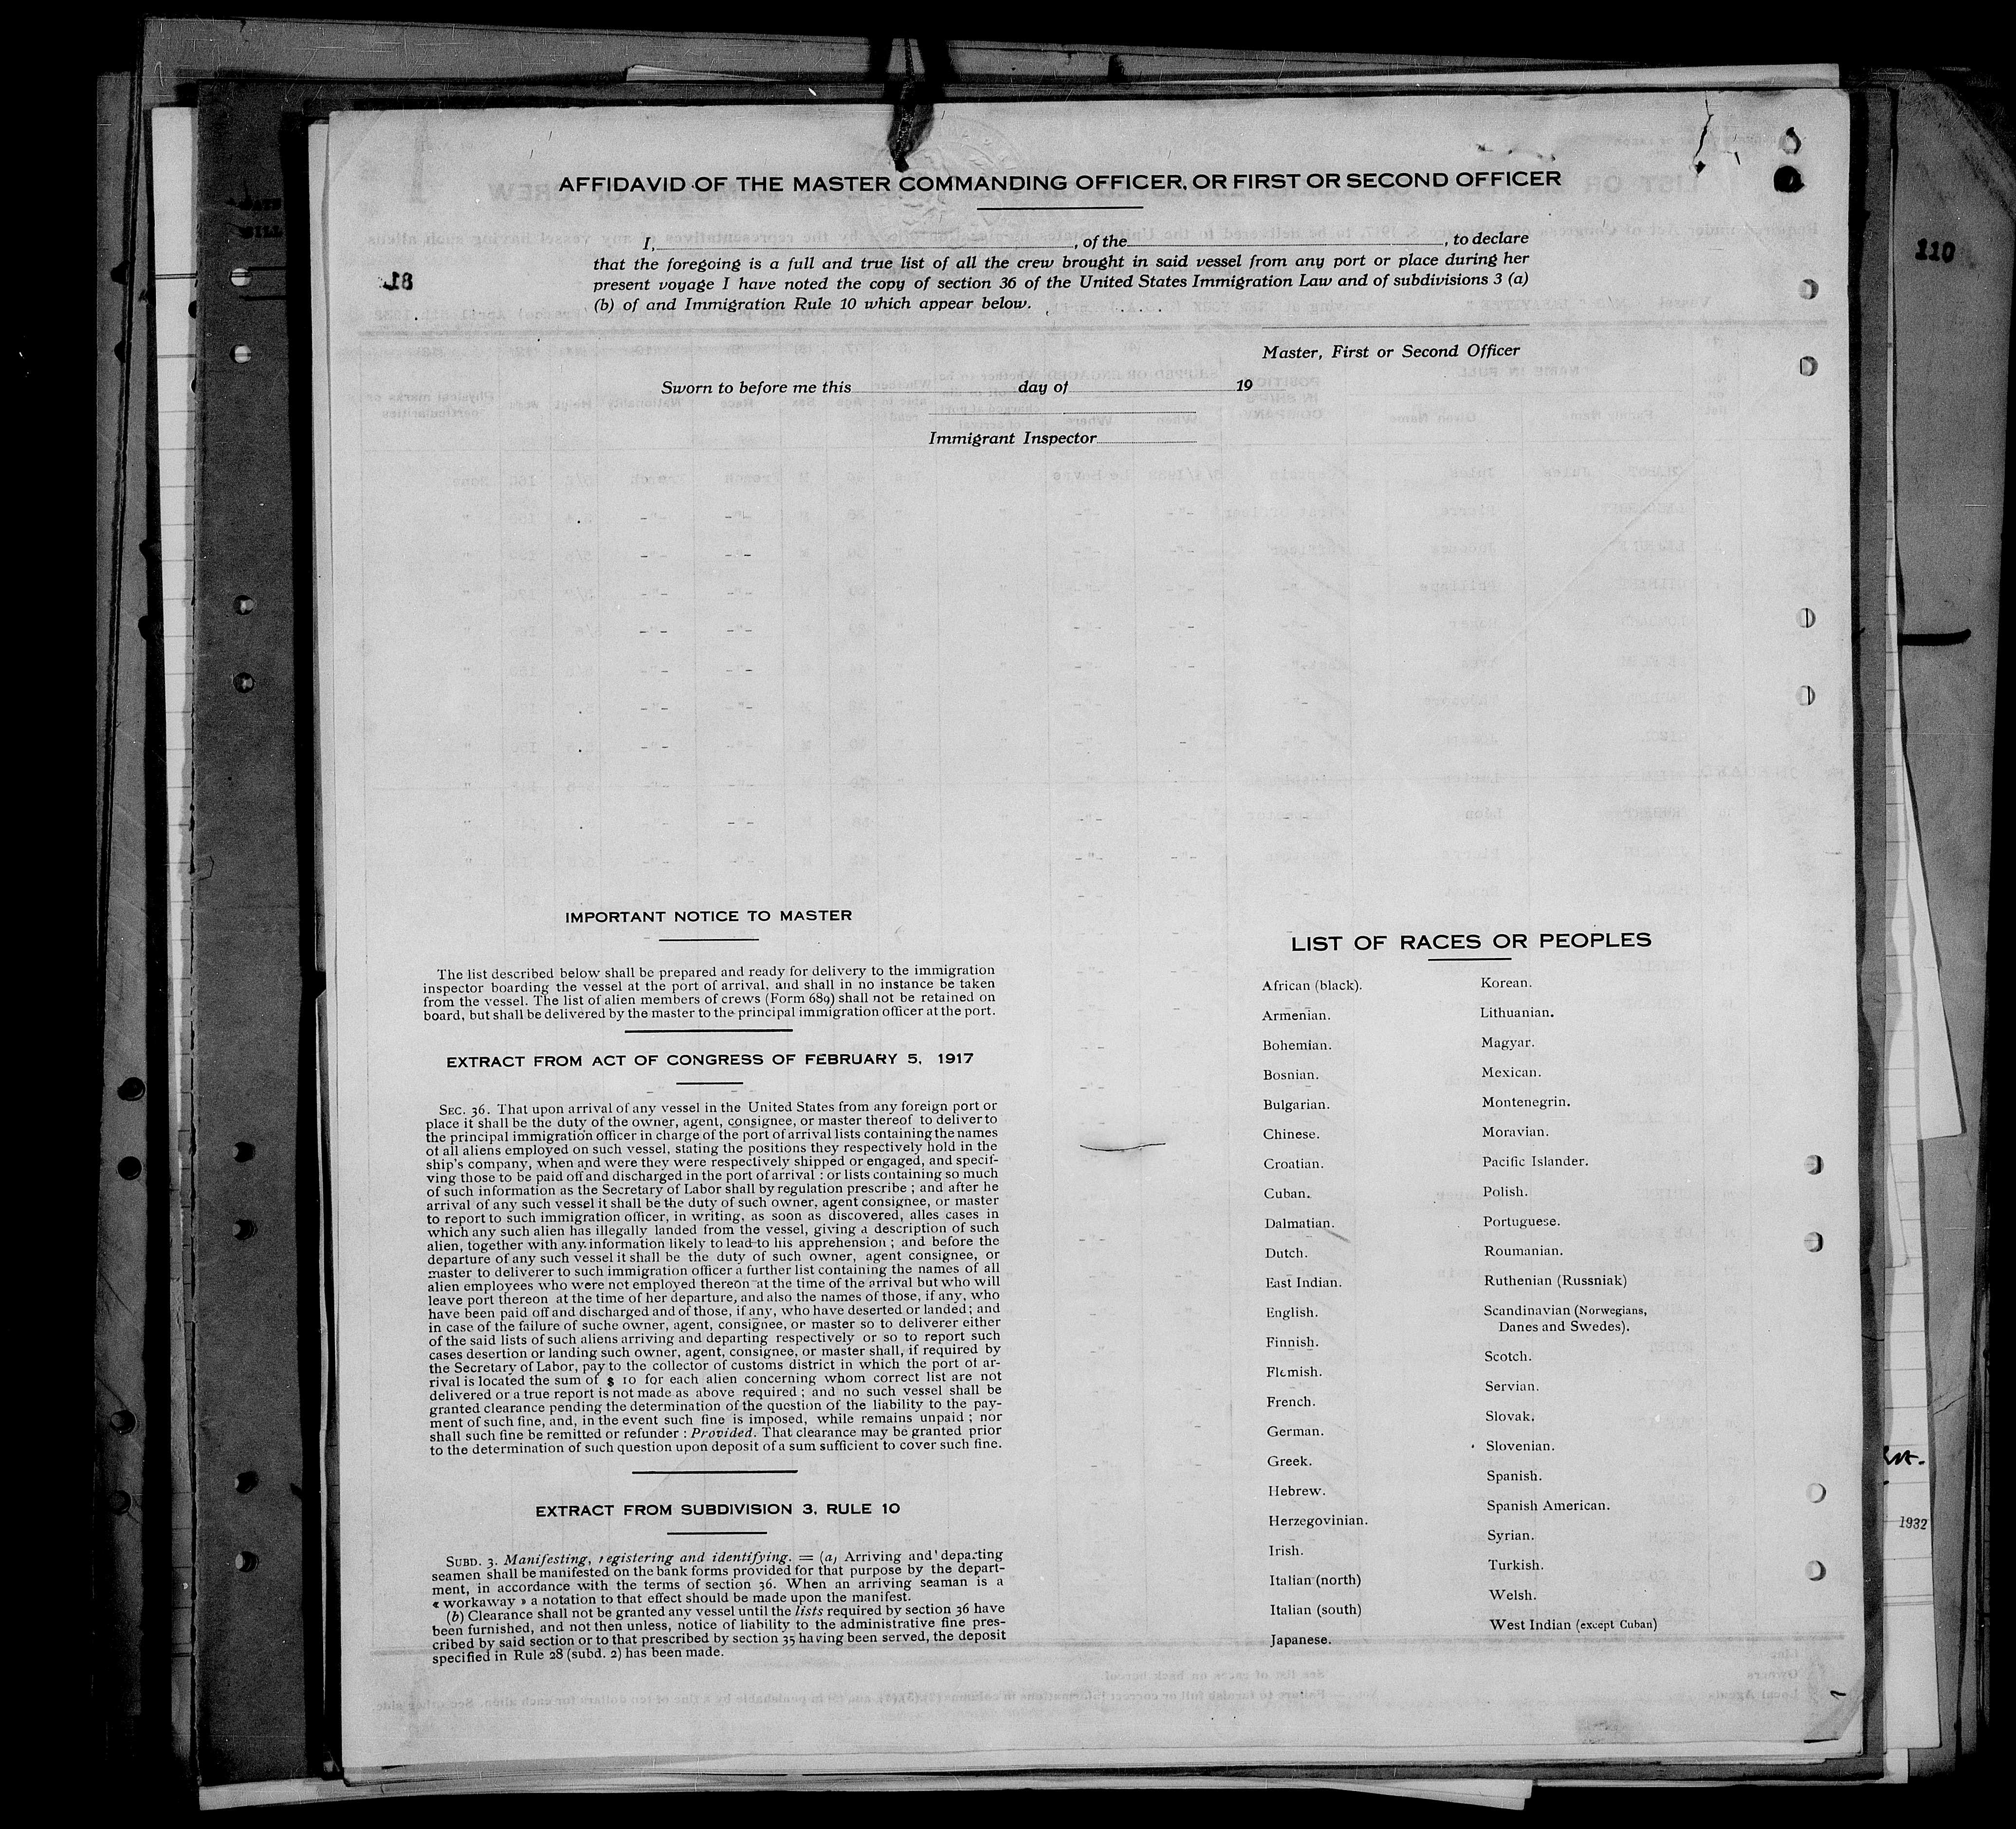 AFFIDAVID OF THE MASTER COMMANDING OFFICER, OR FIRST OR SECOND OFFICER
I, , of the , to declare
that the foregoing is a full and true list of all the crew brought in said vessel from any port or place during her
present voyage I have noted the copy of section 36 of the United States Immigration Law and of subdivisions 3 (a)
(b) of and Immigration Rule 10 which appear below.
Master, First or Second Officer
Sworn to before me this day of 19
Immigrant Inspector
81
110
IMPORTANT NOTICE TO MASTER
The list described below shall be prepared and ready for delivery to the immigration
inspector boarding the vessel at the port of arrival, and shall in no instance be taken
from the vessel. The list of alien members of crews (Form 689) shall not be retained on
board, but shall be delivered by the master to the principal immigration officer at the port.
EXTRACT FROM ACT OF CONGRESS OF FEBRUARY 5, 1917
SEC. 36. That upon arrival of any vessel in the United States from any foreign port or
place it shall be the duty of the owner, agent, consignee, or master thereof to deliver to
the principal immigration officer in charge of the port of arrival lists containing the names
of all aliens employed on such vessel, stating the positions they respectively hold in the
ship's company, when and were they were respectively shipped or engaged, and specif-
ving those to be paid off and discharged in the port of arrival : or lists containing so much
of such information as the Secretary of Labor shall by regulation prescribe ; and after he
arrival of any such vessel it shall be the duty of such owner, agent consignee, or master
to report to such immigration officer, in writing, as soon as discovered, alles cases in
which any such alien has illegally landed from the vessel, giving a description of such
alien, together with any information likely to lead to his apprehension ; and before the
departure of any such vessel it shall be the duty of such owner, agent consignee, or
master to deliverer to such immigration officer a further list containing the names of all
alien employees who were not employed thereon at the time of the arrival but who will
leave port thereon at the time of her departure, and also the names of those, if any, who
have been paid off and discharged and of those, if any, who have deserted or landed ; and
in case of the failure of suche owner, agent, consignee, or master so to deliverer either
of the said lists of such aliens arriving and departing respectively or so to report such
cases desertion or landing such owner, agent, consignee, or master shall, if required by
the Secretary of Labor, pay to the collector of customs district in which the port of ar-
rival is located the sum of $ 10 for each alien concerning whom correct list are not
delivered or a true report is not made as above required ; and no such vessel shall be
granted clearance pending the determination of the question of the liability to the pay-
ment of such fine, and, in the event such fine is imposed, while remains unpaid ; nor
shall such fine be remitted or refunder : Provided. That clearance may be granted prior
to the determination of such question upon deposit of a sum sufficient to cover such fine.
EXTRACT FROM SUBDIVISION 3, RULE 10
SUBD. 3. Manifesting, registering and identifying. = (a) Arriving and departing
seamen shall be manifested on the bank forms provided for that purpose by the depart-
ment, in accordance with the terms of section 36. When an arriving seaman is a
« workaway » a notation to that effect should be made upon the manifest.
(b) Clearance shall not be granted any vessel until the lists required by section 36 have
been furnished, and not then unless, notice of liability to the administrative fine pres-
cribed by said section or to that prescribed by section 35 having been served, the deposit
specified in Rule 28 (subd. 2) has been made.
LIST OF RACES OR PEOPLES
African (black).
Armenian.
Bohemian.
Bosnian.
Bulgarian.
Chinese.
Croatian.
Cuban.
Dalmatian.
Dutch.
East Indian.
English.
Finnish.
Flemish.
French.
German.
Greek.
Hebrew.
Herzegovinian.
Irish.
Italian (north)
Italian (south)
Japanese.
Korean.
Lithuanian.
Magyar.
Mexican.
Montenegrin.
Moravian.
Pacific Islander.
Polish.
Portuguese.
Roumanian.
Ruthenian (Russniak)
Scandinavian (Norwegians,
Danes and Swedes).
Scotch.
Servian.
Slovak.
Slovenian.
Spanish.
Spanish American.
Syrian.
Turkish.
Welsh.
West Indian (except Cuban)
1932